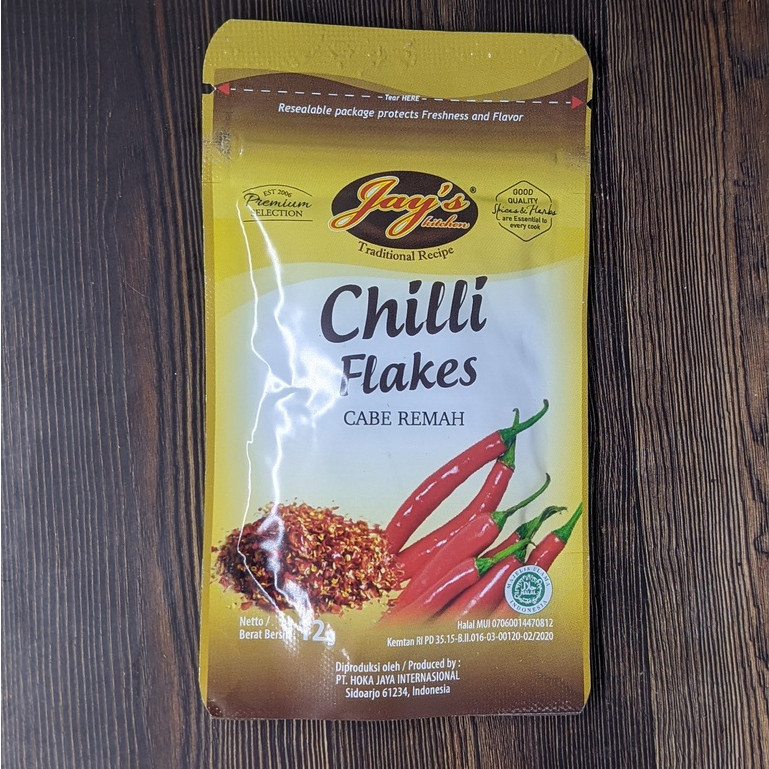 Tear HERE
Resealable package protects Freshness and Flavor
EST 2006
Premium
SELECTION
Jay's ®
kitchen
Traditional Recipe
GOOD
QUALITY
Spices & Herbs
are Essential to
every cook
Chilli
Flakes
CABE REMAH
HALAL
INDONESIA
Netto /
Berat Bersih
12g
Halal MUI 07060014470812
Kemtan RI PD 35.15-B.II.016-03-00120-02/2020
Diproduksi oleh / Produced by :
PT. HOKA JAYA INTERNASIONAL
Sidoarjo 61234, Indonesia